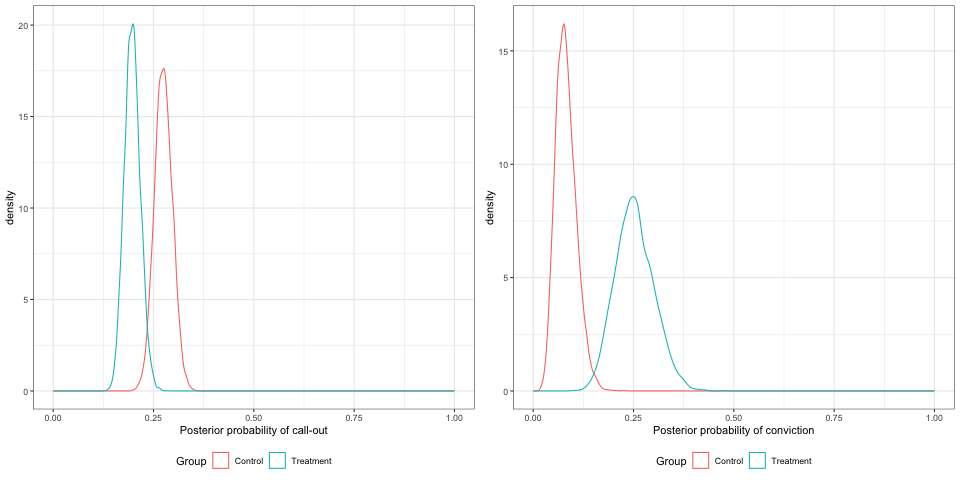 20
15
10
5
0
density
0.00 0.25 0.50 0.75 1.00
Posterior probability of call-out
Group Control Treatment
15
10
5
0
density
0.00 0.25 0.50 0.75 1.00
Posterior probability of conviction
Group Control Treatment